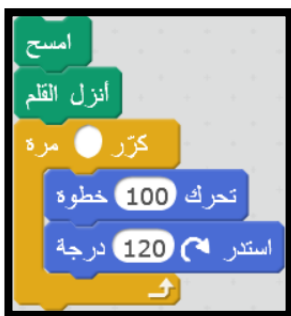 امسح
أنزل القلم
كرّر مرة
تحرك 100 خطوة
استدر 120 درجة